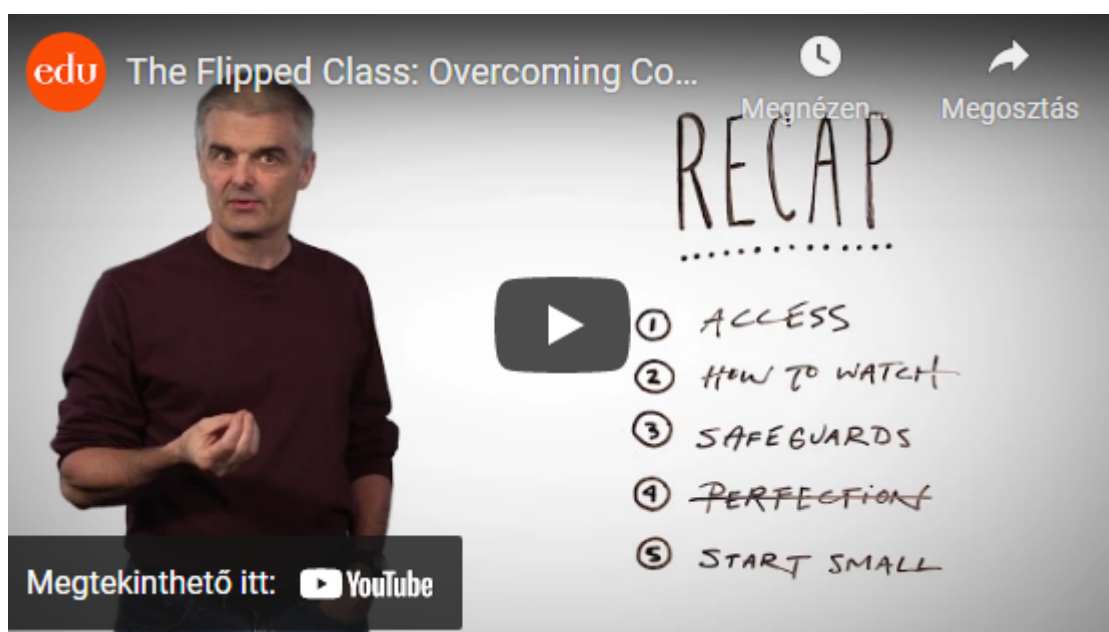 edu The Flipped Class: Overcoming Co...
Megnézen...
Megosztás
RECAP
1 ACCESS
2 HOW TO WATCH
3 SAFEGUARDS
4 PERFECTION
5 START SMALL
Megtekinthető itt: YouTube